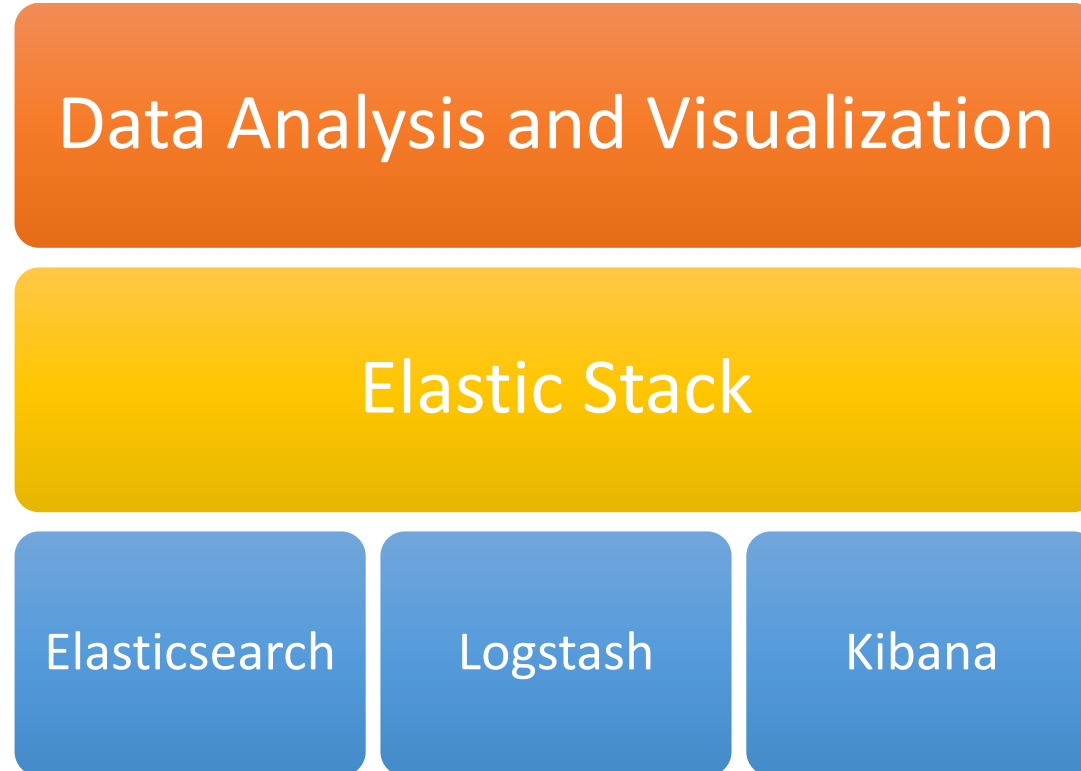 Data Analysis and Visualization
Elastic Stack
Elasticsearch
Logstash
Kibana